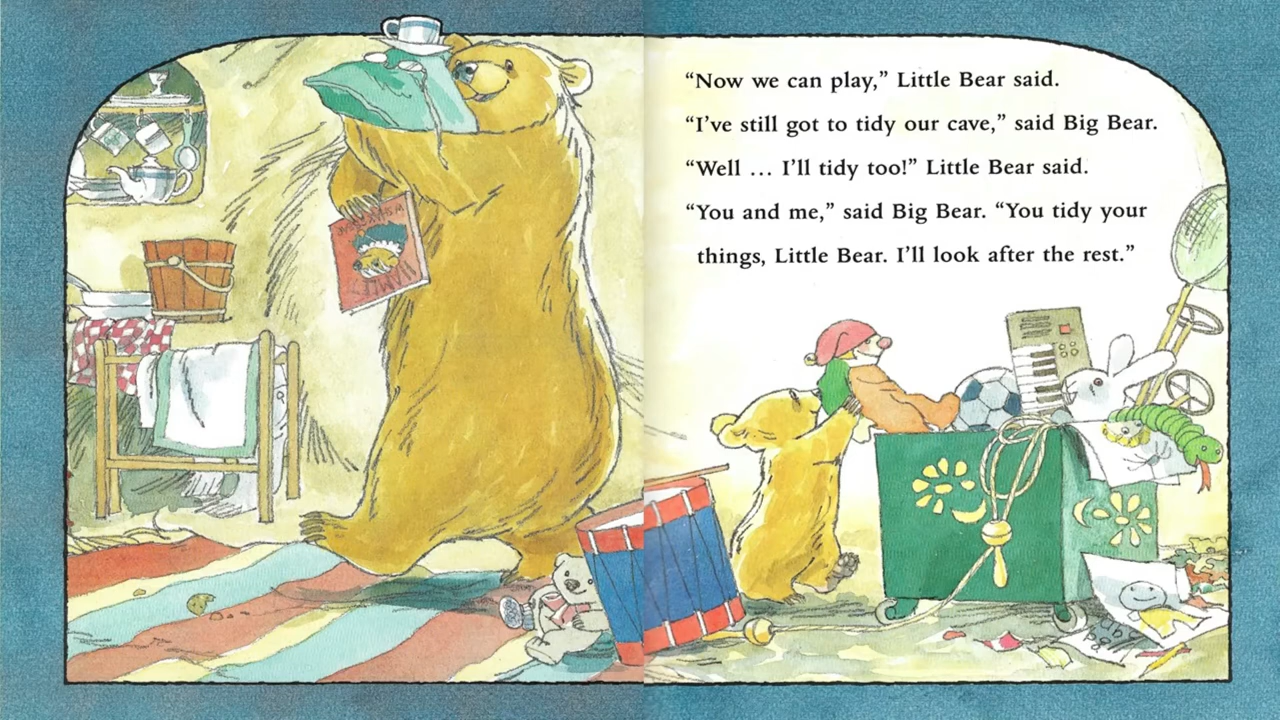 “Now we can play,” Little Bear said.
“I’ve still got to tidy our cave,” said Big Bear.
“Well … I’ll tidy too!” Little Bear said.
“You and me,” said Big Bear. “You tidy your
things, Little Bear. I’ll look after the rest.”
HAMLET
abc